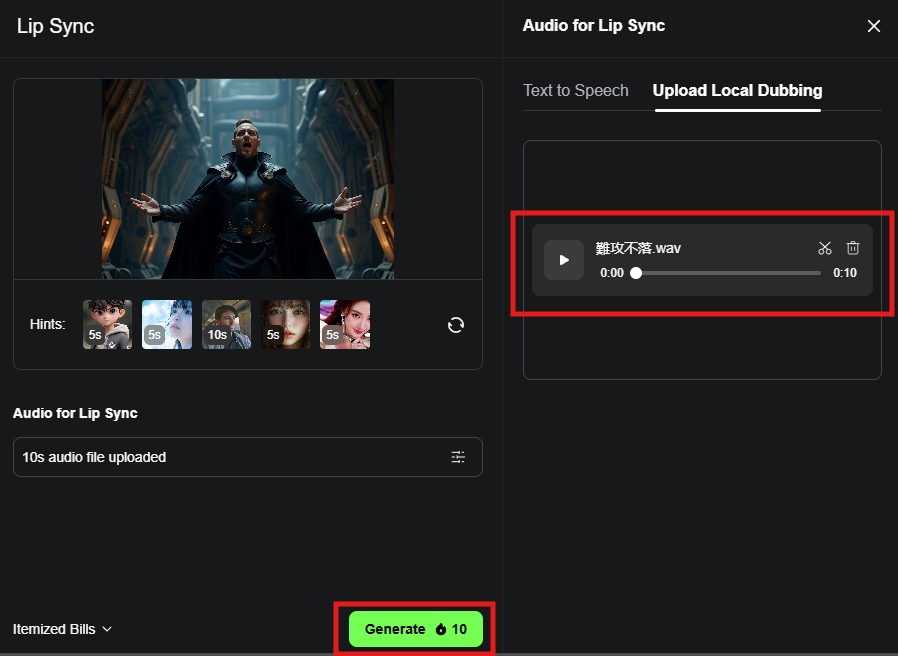 Lip Sync
Hints:
5s
5s
10s
5s
5s
Audio for Lip Sync
10s audio file uploaded
Itemized Bills
Generate 10
Audio for Lip Sync
Text to Speech
Upload Local Dubbing
難攻不落.wav
0:00
0:10